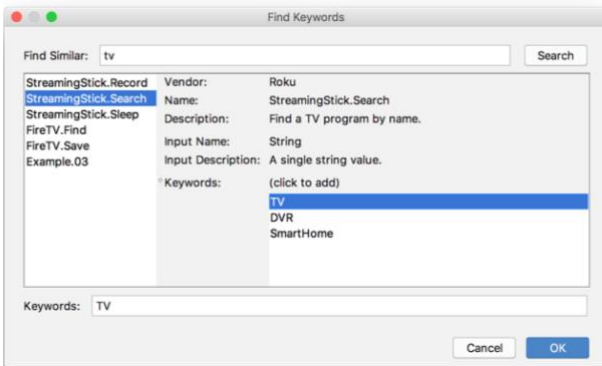 Find Keywords
Find Similar: tv Search
StreamingStick.Record
StreamingStick.Search
StreamingStick.Sleep
FireTV.Find
FireTV.Save
Example.03
Vendor: Roku
Name: StreamingStick.Search
Description: Find a TV program by name.
Input Name: String
Input Description: A single string value.
*Keywords: (click to add)
TV
DVR
SmartHome
Keywords: TV
Cancel OK